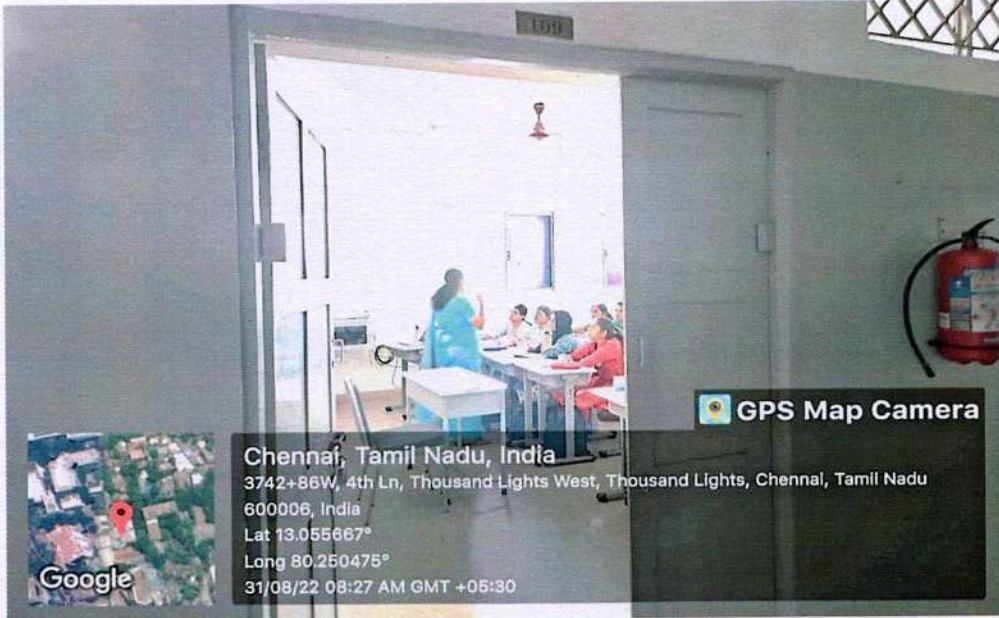 109
GPS Map Camera
Chennai, Tamil Nadu, India
3742+86W, 4th Ln, Thousand Lights West, Thousand Lights, Chennai, Tamil Nadu
600006, India
Lat 13.055667°
Long 80.250475°
31/08/22 08:27 AM GMT +05:30
Google